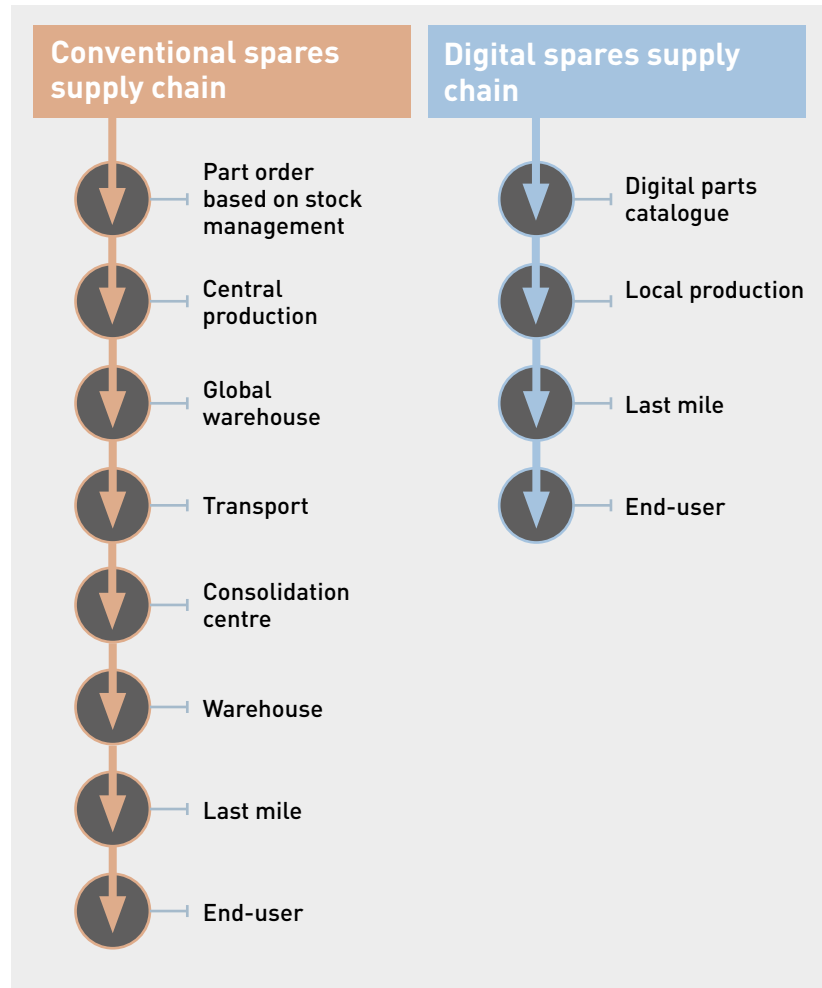 Conventional spares
supply chain
Part order
based on stock
management
Central
production
Global
warehouse
Transport
Consolidation
centre
Warehouse
Last mile
End-user
Digital spares supply
chain
Digital parts
catalogue
Local production
Last mile
End-user